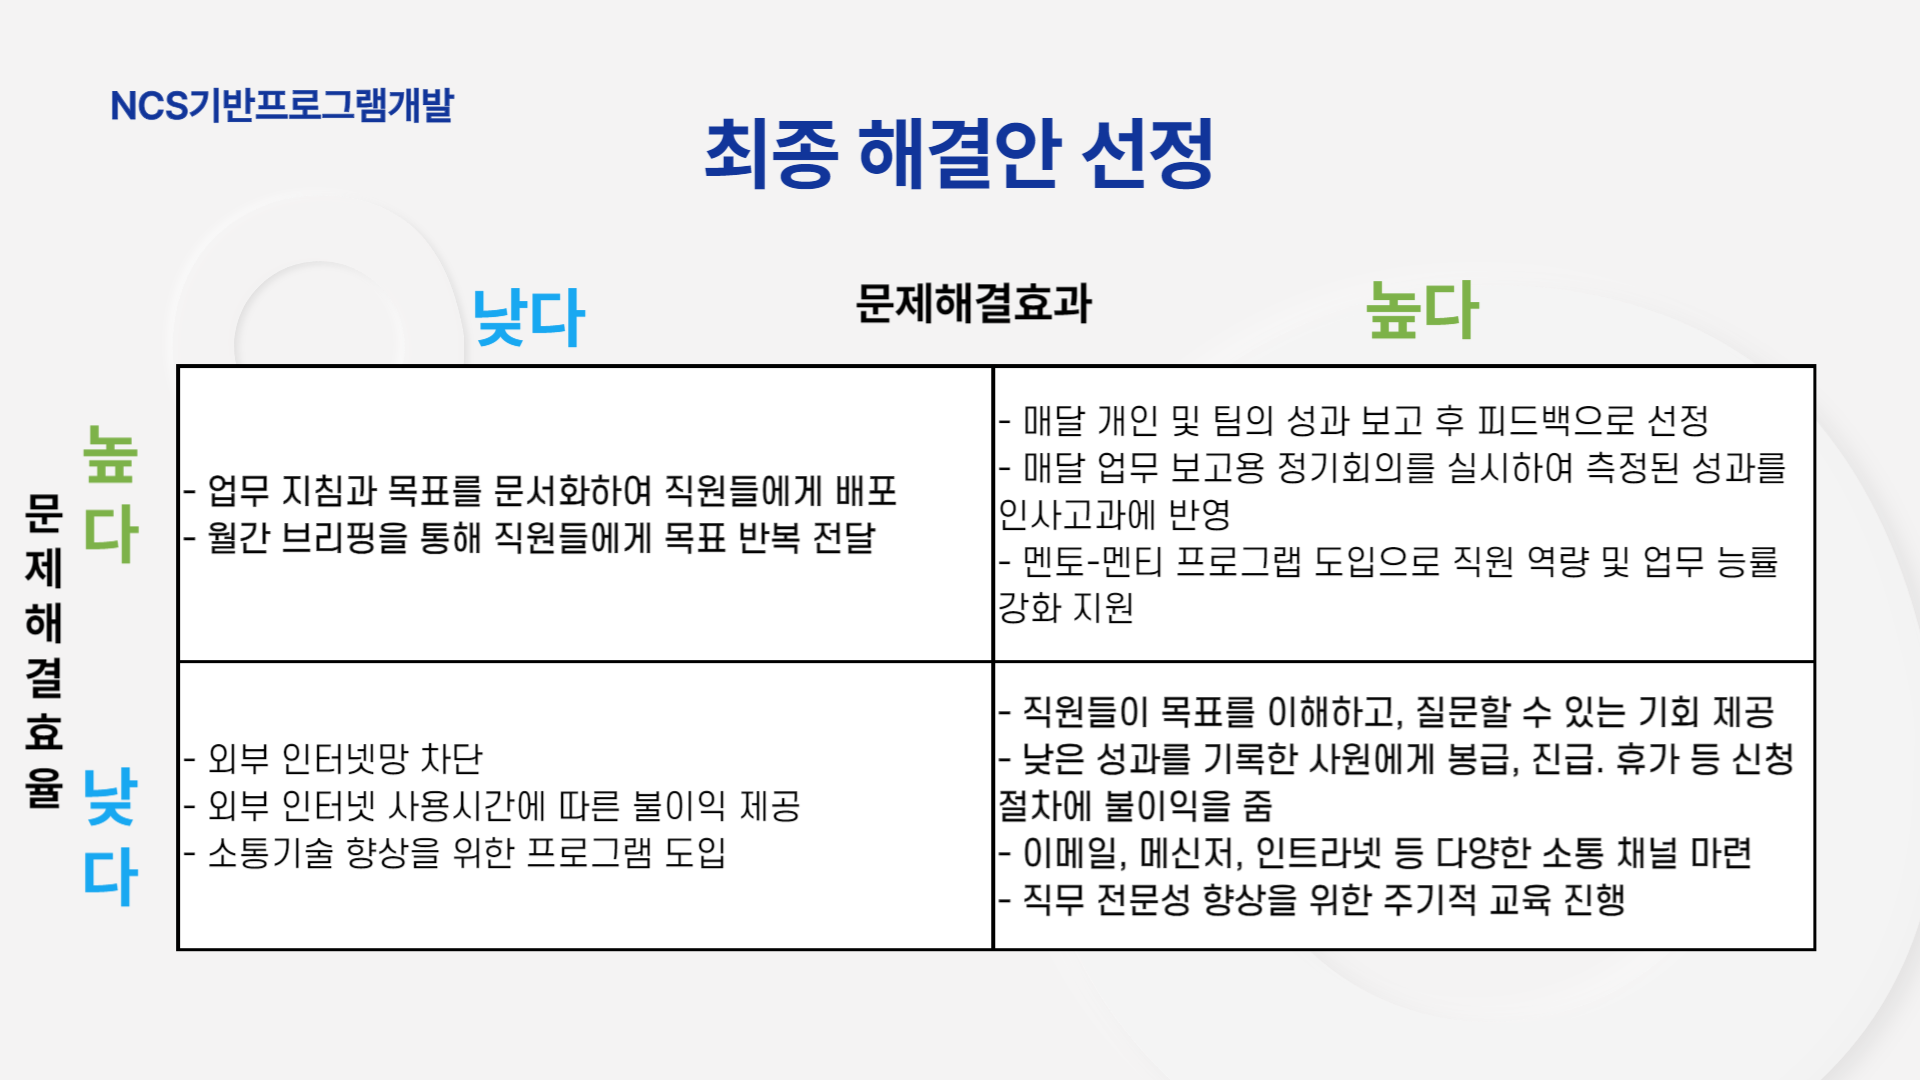 NCS기반프로그램개발
최종 해결안 선정
낮다
문제해결효과
높다
문제해결효율
높다
낮다
- 업무 지침과 목표를 문서화하여 직원들에게 배포
- 월간 브리핑을 통해 직원들에게 목표 반복 전달
- 매달 개인 및 팀의 성과 보고 후 피드백으로 선정
- 매달 업무 보고용 정기회의를 실시하여 측정된 성과를
인사고과에 반영
- 멘토-멘티 프로그랩 도입으로 직원 역량 및 업무 능률
강화 지원
- 외부 인터넷망 차단
- 외부 인터넷 사용시간에 따른 불이익 제공
- 소통기술 향상을 위한 프로그램 도입
- 직원들이 목표를 이해하고, 질문할 수 있는 기회 제공
- 낮은 성과를 기록한 사원에게 봉급, 진급. 휴가 등 신청
절차에 불이익을 줌
- 이메일, 메신저, 인트라넷 등 다양한 소통 채널 마련
- 직무 전문성 향상을 위한 주기적 교육 진행